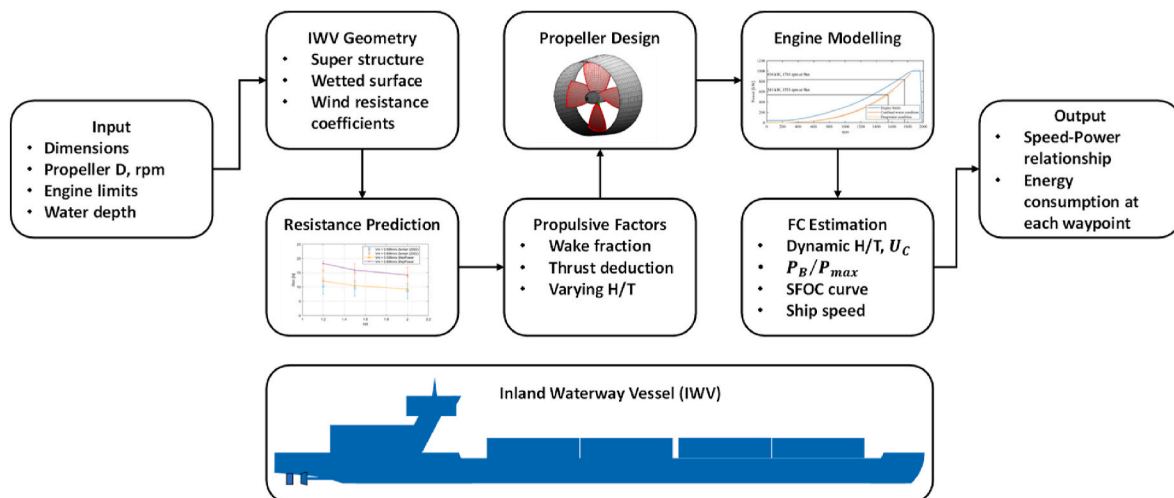 Input
• Dimensions
• Propeller D, rpm
• Engine limits
• Water depth
IWV Geometry
• Super structure
• Wetted surface
• Wind resistance
coefficients
Resistance Prediction
Propulsive Factors
• Wake fraction
• Thrust deduction
• Varying H/T
Propeller Design
Engine Modelling
FC Estimation
• Dynamic H/T, U_C
• P_B/P_max
• SFOC curve
• Ship speed
Output
• Speed-Power
relationship
• Energy
consumption at
each waypoint
Inland Waterway Vessel (IWV)